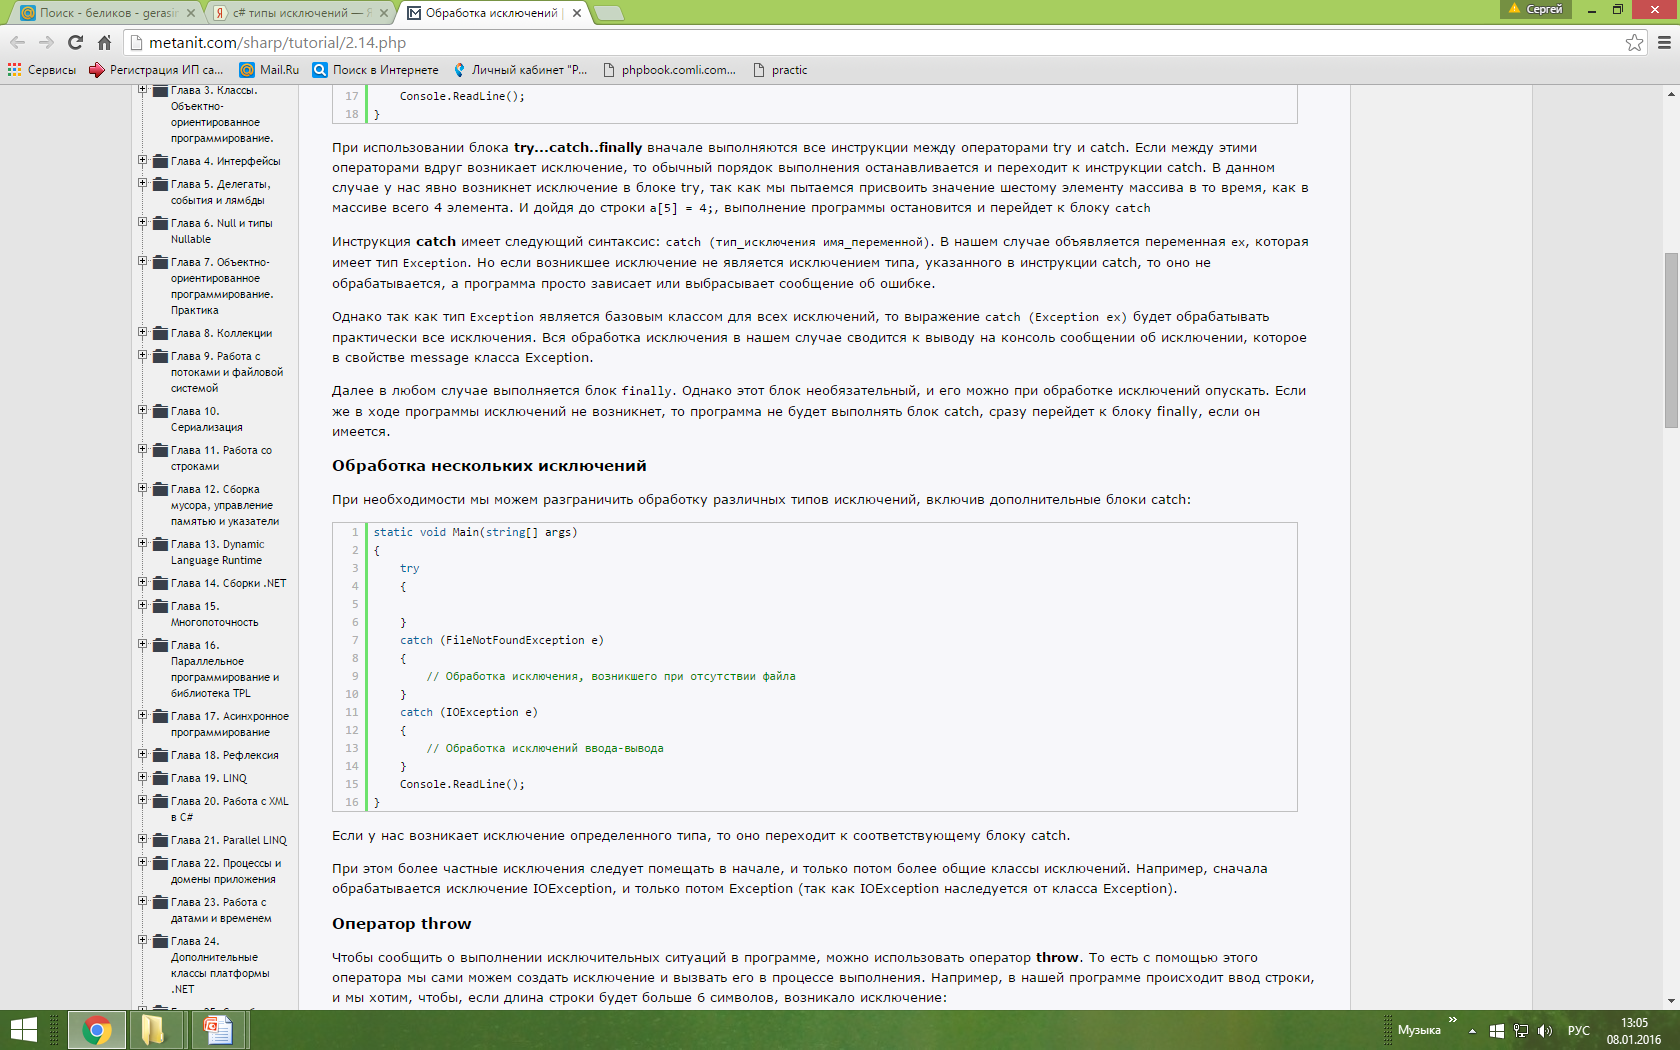 Поиск - беликов - gerasir
с# типы исключений — Я
Обработка исключений |
Сергей
metanit.com/sharp/tutorial/2.14.php
Сервисы
Регистрация ИП са...
Mail.Ru
Поиск в Интернете
Личный кабинет "Р...
phpbook.comli.com...
practic
Глава 3. Классы.
Объектно-
ориентированное
программирование.
Глава 4. Интерфейсы
Глава 5. Делегаты,
события и лямбды
Глава 6. Null и типы
Nullable
Глава 7. Объектно-
ориентированное
программирование.
Практика
Глава 8. Коллекции
Глава 9. Работа с
потоками и файловой
системой
Глава 10.
Сериализация
Глава 11. Работа со
строками
Глава 12. Сборка
мусора, управление
памятью и указатели
Глава 13. Dynamic
Language Runtime
Глава 14. Сборки .NET
Глава 15.
Многопоточность
Глава 16.
Параллельное
программирование и
библиотека TPL
Глава 17. Асинхронное
программирование
Глава 18. Рефлексия
Глава 19. LINQ
Глава 20. Работа с XML
в C#
Глава 21. Parallel LINQ
Глава 22. Процессы и
домены приложения
Глава 23. Работа с
датами и временем
Глава 24.
Дополнительные
классы платформы
.NET
17 Console.ReadLine();
18 }
При использовании блока try...catch..finally вначале выполняются все инструкции между операторами try и catch. Если между этими
операторами вдруг возникает исключение, то обычный порядок выполнения останавливается и переходит к инструкции catch. В данном
случае у нас явно возникнет исключение в блоке try, так как мы пытаемся присвоить значение шестому элементу массива в то время, как в
массиве всего 4 элемента. И дойдя до строки a[5] = 4;, выполнение программы остановится и перейдет к блоку catch
Инструкция catch имеет следующий синтаксис: catch (тип_исключения имя_переменной). В нашем случае объявляется переменная ex, которая
имеет тип Exception. Но если возникшее исключение не является исключением типа, указанного в инструкции catch, то оно не
обрабатывается, а программа просто зависает или выбрасывает сообщение об ошибке.
Однако так как тип Exception является базовым классом для всех исключений, то выражение catch (Exception ex) будет обрабатывать
практически все исключения. Вся обработка исключения в нашем случае сводится к выводу на консоль сообщении об исключении, которое
в свойстве message класса Exception.
Далее в любом случае выполняется блок finally. Однако этот блок необязательный, и его можно при обработке исключений опускать. Если
же в ходе программы исключений не возникнет, то программа не будет выполнять блок catch, сразу перейдет к блоку finally, если он
имеется.
Обработка нескольких исключений
При необходимости мы можем разграничить обработку различных типов исключений, включив дополнительные блоки catch:
1 static void Main(string[] args)
2 {
3 try
4 {
5
6 }
7 catch (FileNotFoundException e)
8 {
9 // Обработка исключения, возникшего при отсутствии файла
10 }
11 catch (IOException e)
12 {
13 // Обработка исключений ввода-вывода
14 }
15 Console.ReadLine();
16 }
Если у нас возникает исключение определенного типа, то оно переходит к соответствующему блоку catch.
При этом более частные исключения следует помещать в начале, и только потом более общие классы исключений. Например, сначала
обрабатывается исключение IOException, и только потом Exception (так как IOException наследуется от класса Exception).
Оператор throw
Чтобы сообщить о выполнении исключительных ситуаций в программе, можно использовать оператор throw. То есть с помощью этого
оператора мы сами можем создать исключение и вызвать его в процессе выполнения. Например, в нашей программе происходит ввод строки,
и мы хотим, чтобы, если длина строки будет больше 6 символов, возникало исключение:
Музыка
РУС
13:05
08.01.2016